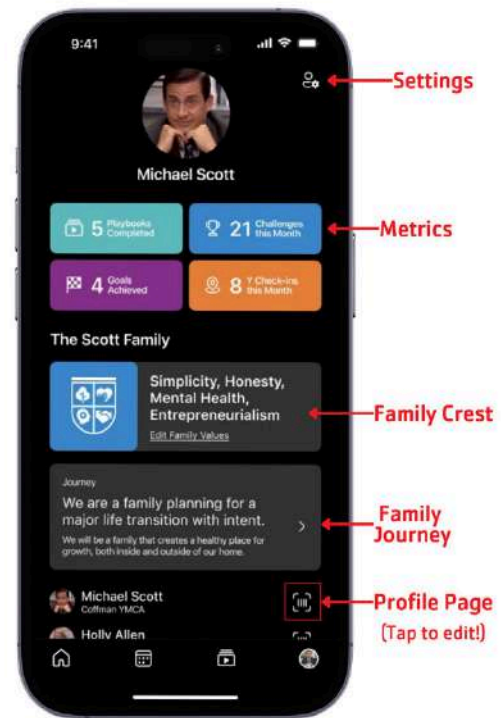 9:41
Settings
Michael Scott
5 Playbooks Completed
21 Challenges this Month
Metrics
4 Goals Achieved
8 Y Check-ins this Month
The Scott Family
Simplicity, Honesty,
Mental Health,
Entrepreneurialism
Edit Family Values
Family Crest
Journey
We are a family planning for a
major life transition with intent.
We will be a family that creates a healthy place for
growth, both inside and outside of our home.
Family
Journey
Michael Scott
Coffman YMCA
Profile Page
(Tap to edit!)
Holly Allen